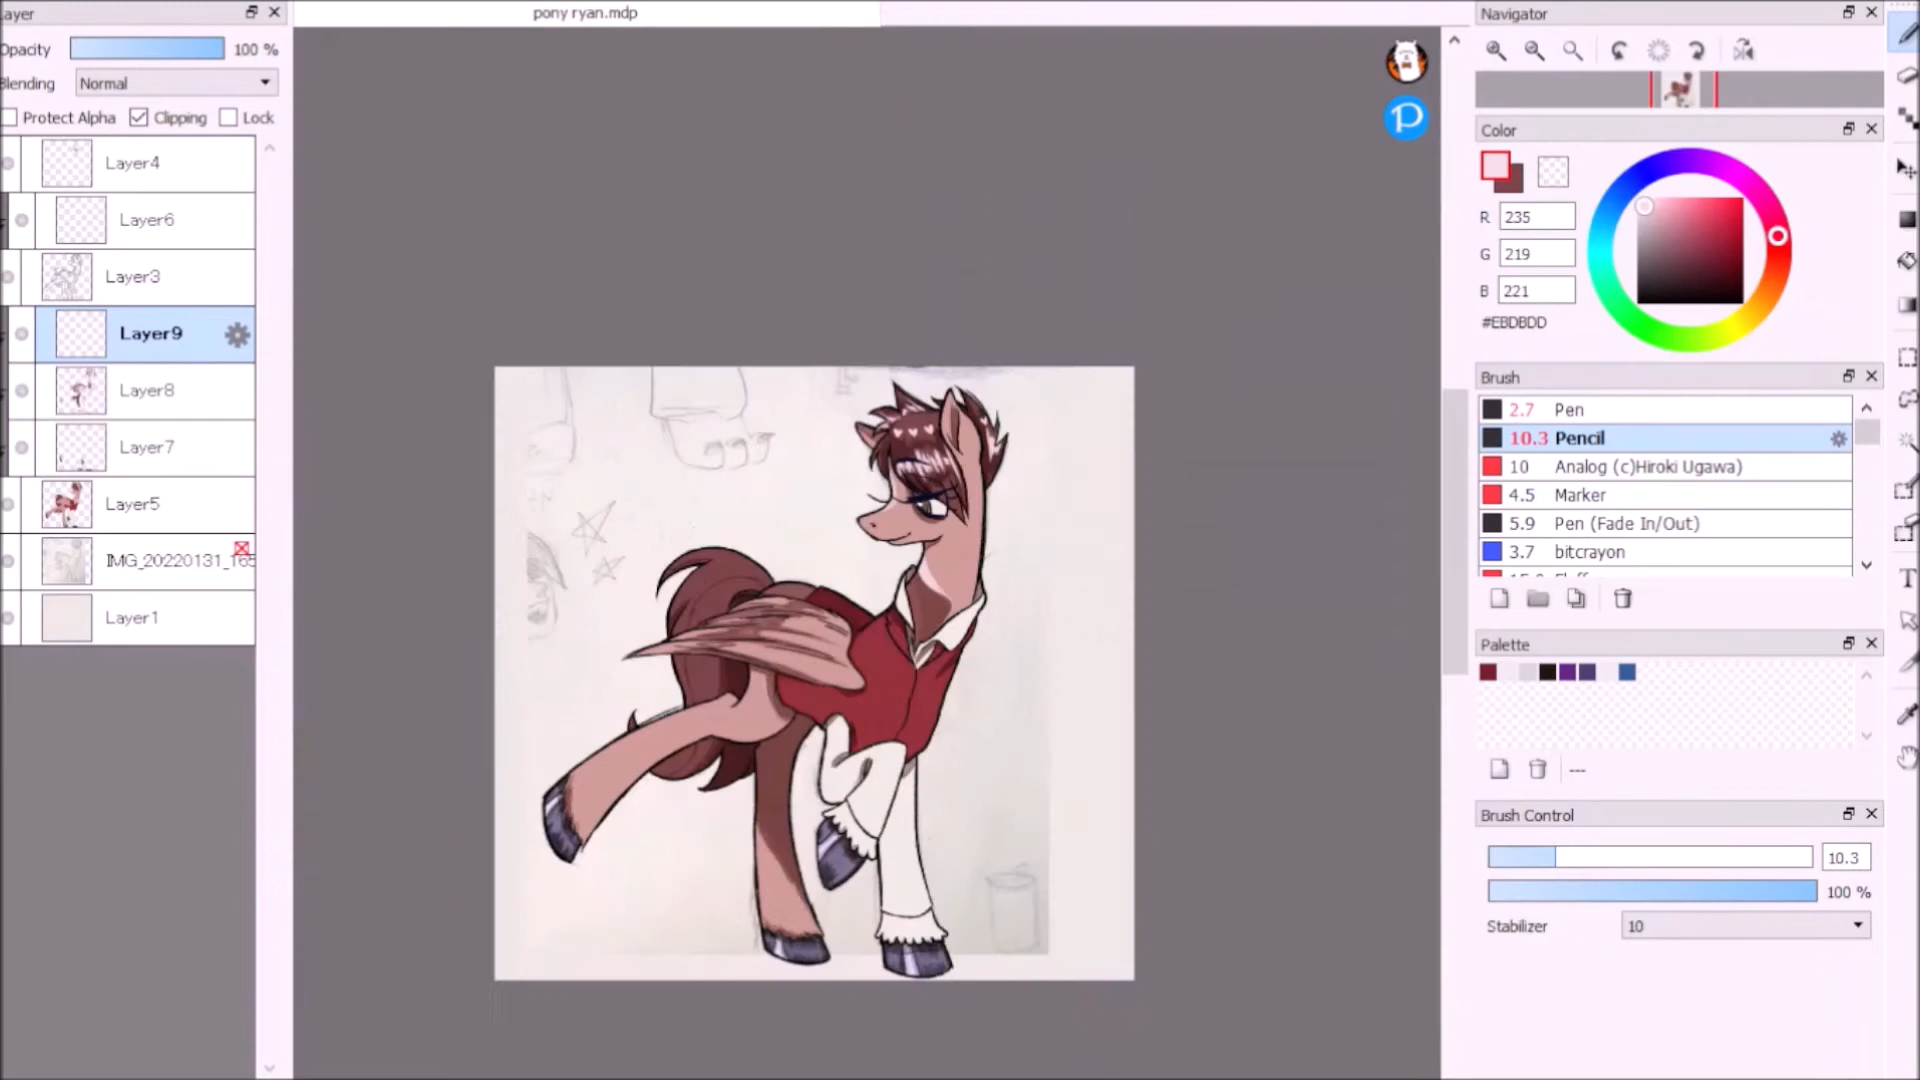 ayer
pony ryan.mdp
Navigator
Opacity 100 %
Blending Normal
Protect Alpha Clipping Lock
Layer4
Layer6
Layer3
Layer9
Layer8
Layer7
Layer5
IMG_20220131_165
Layer1
P
Color
R 235
G 219
B 221
#EBDBDD
Brush
2.7 Pen
10.3 Pencil
10 Analog (c)Hiroki Ugawa)
4.5 Marker
5.9 Pen (Fade In/Out)
3.7 bitcrayon
Palette
---
Brush Control
10.3
100 %
Stabilizer 10
T